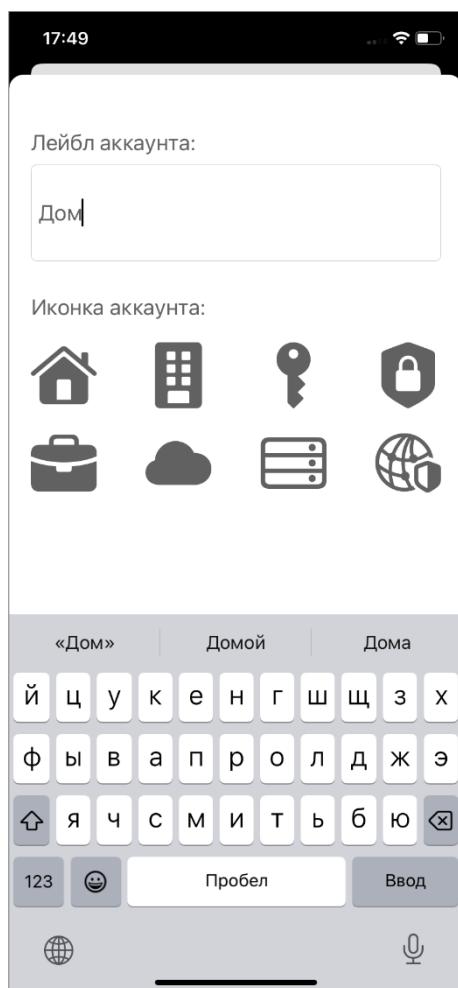 17:49
Лейбл аккаунта:
Дом
Иконка аккаунта:
«Дом» Домой Дома
й ц у к е н г ш щ з х
ф ы в а п р о л д ж э
я ч с м и т ь б ю
123 Пробел Ввод